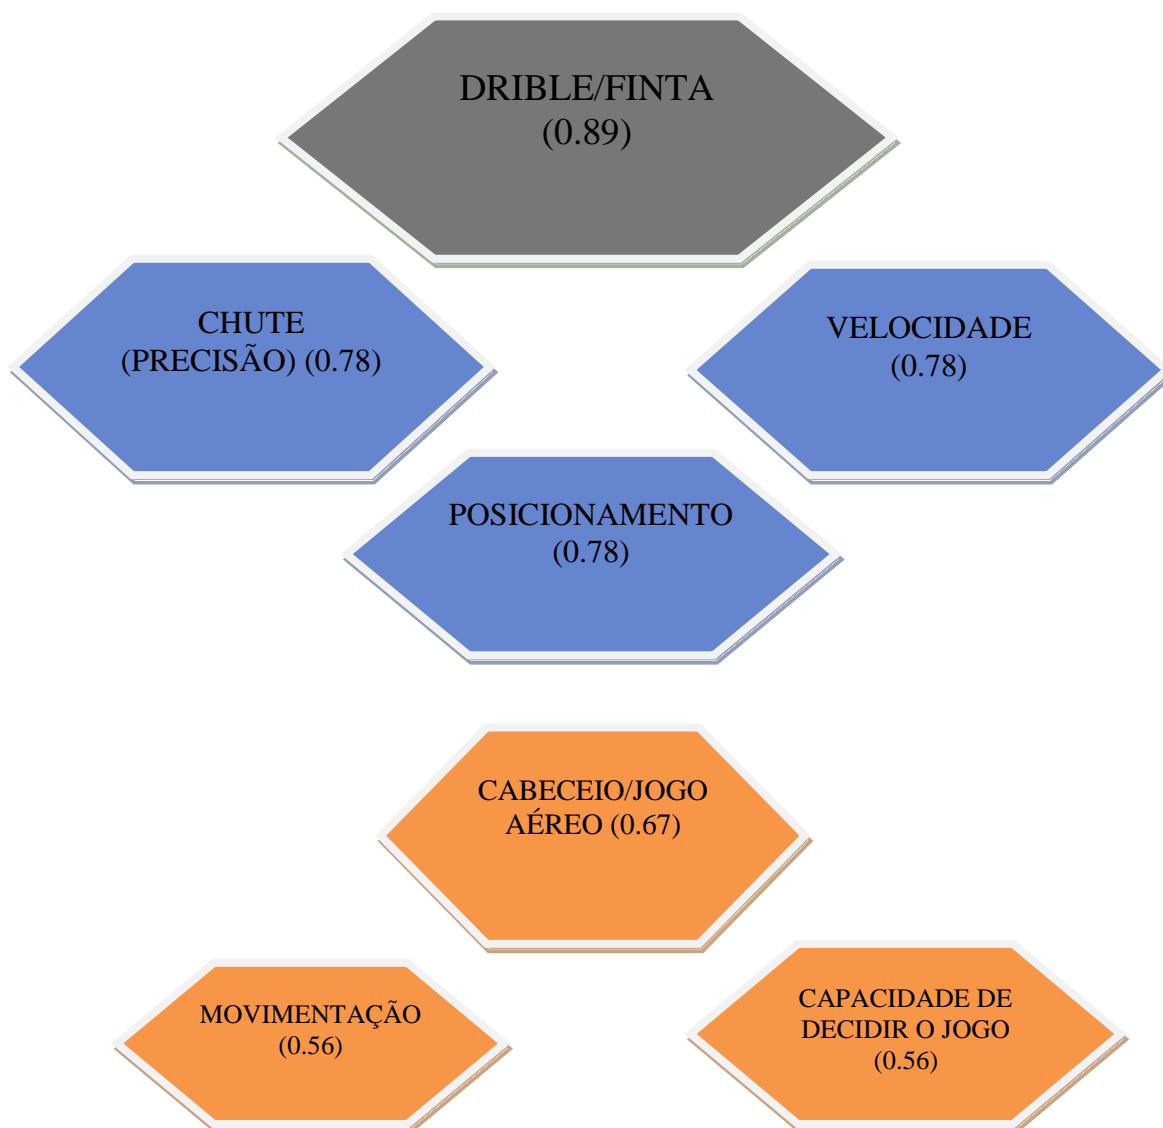 DRIBLE/FINTA
(0.89)
CHUTE
(PRECISÃO) (0.78)
VELOCIDADE
(0.78)
POSICIONAMENTO
(0.78)
CABECEIO/JOGO
AÉREO (0.67)
MOVIMENTAÇÃO
(0.56)
CAPACIDADE DE
DECIDIR O JOGO
(0.56)